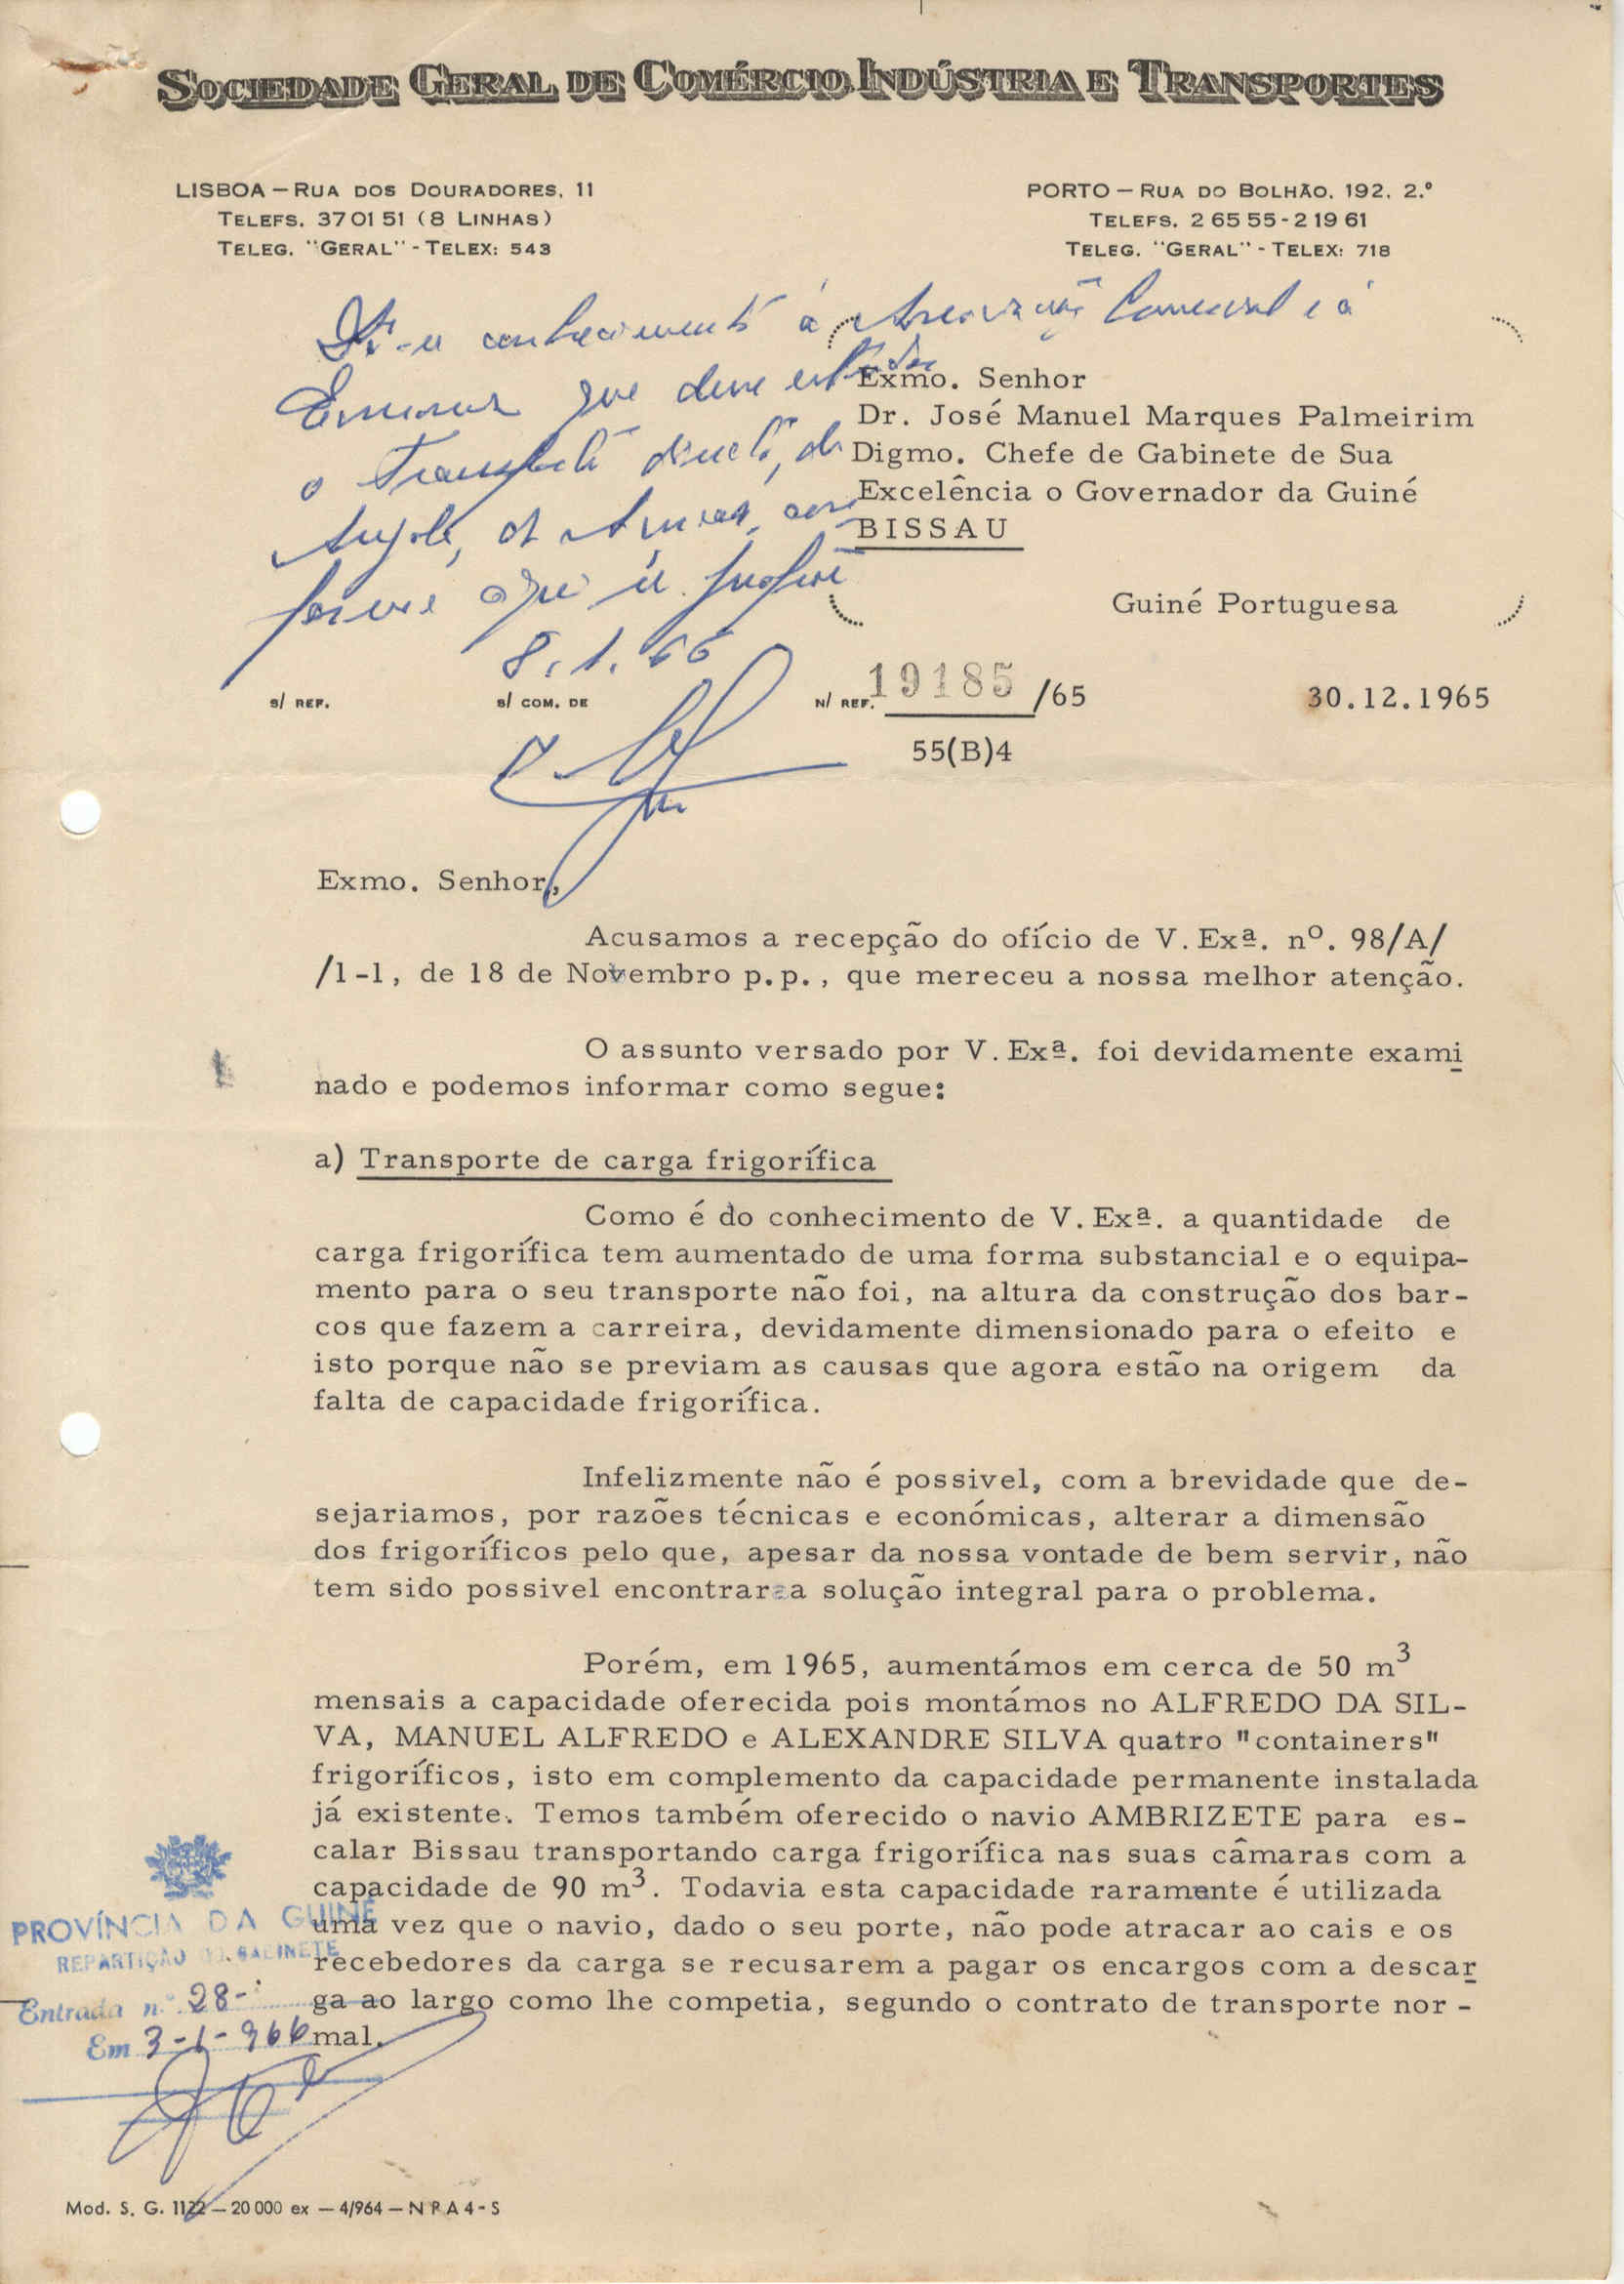 SOCIEDADE GERAL DE COMÉRCIO, INDÚSTRIA E TRANSPORTES
LISBOA — RUA DOS DOURADORES, 11
TELEFS. 37 01 51 (8 LINHAS)
TELEG. "GERAL" - TELEX: 543
PORTO — RUA DO BOLHÃO, 192, 2.º
TELEFS. 2 65 55 - 2 19 61
TELEG. "GERAL" - TELEX: 718
Dê-se conhecimento à Associação Comercial e à
que deve
o transporte directo, de
Angola,
8.1.66
Exmo. Senhor
Dr. José Manuel Marques Palmeirim
Digmo. Chefe de Gabinete de Sua
Excelência o Governador da Guiné
BISSAU
Guiné Portuguesa
S/ REF.
S/ COM. DE
N/ REF. 19185 /65
30.12.1965
55(B)4
Exmo. Senhor,
Acusamos a recepção do ofício de V. Exª. nº. 98/A/
/1-1, de 18 de Novembro p.p., que mereceu a nossa melhor atenção.
O assunto versado por V. Exª. foi devidamente exami
nado e podemos informar como segue:
a) Transporte de carga frigorífica
Como é do conhecimento de V. Exª. a quantidade de
carga frigorífica tem aumentado de uma forma substancial e o equipa-
mento para o seu transporte não foi, na altura da construção dos bar-
cos que fazem a carreira, devidamente dimensionado para o efeito e
isto porque não se previam as causas que agora estão na origem da
falta de capacidade frigorífica.
Infelizmente não é possivel, com a brevidade que de-
sejariamos, por razões técnicas e económicas, alterar a dimensão
dos frigoríficos pelo que, apesar da nossa vontade de bem servir, não
tem sido possivel encontrar a solução integral para o problema.
Porém, em 1965, aumentámos em cerca de 50 m³
mensais a capacidade oferecida pois montámos no ALFREDO DA SIL-
VA, MANUEL ALFREDO e ALEXANDRE SILVA quatro "containers"
frigoríficos, isto em complemento da capacidade permanente instalada
já existente. Temos também oferecido o navio AMBRIZETE para es-
calar Bissau transportando carga frigorífica nas suas câmaras com a
capacidade de 90 m³. Todavia esta capacidade raramente é utilizada
uma vez que o navio, dado o seu porte, não pode atracar ao cais e os
recebedores da carga se recusarem a pagar os encargos com a descar
ga ao largo como lhe competia, segundo o contrato de transporte nor-
mal.
PROVÍNCIA DA GUINÉ
REPARTIÇÃO DE GABINETE
Entrada nº 28-
Em 3-1-966
Mod. S. G. 1122 — 20 000 ex — 4/964 — N P A 4 - S